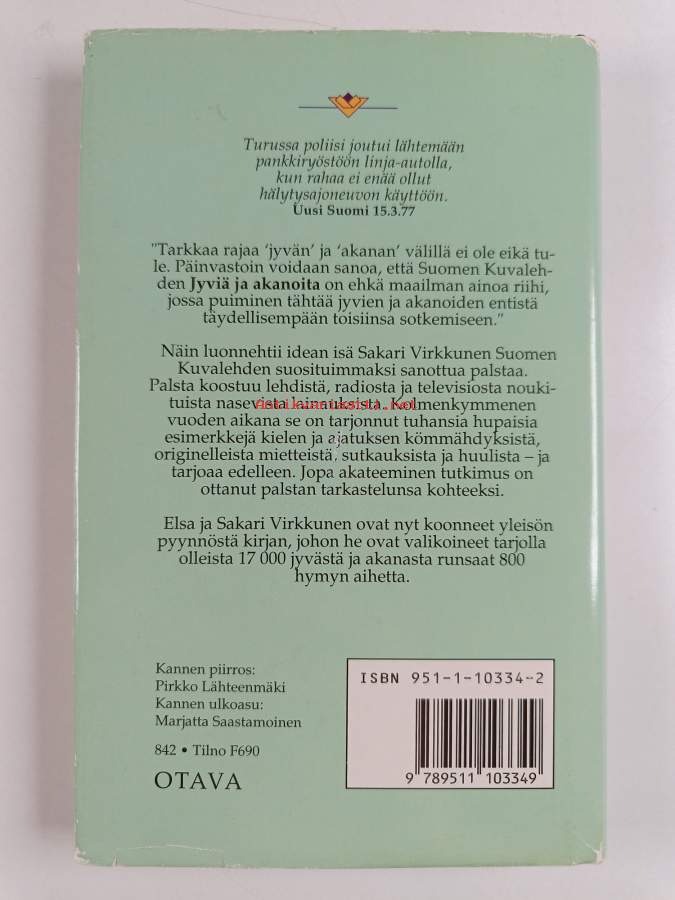 Turussa poliisi joutui lähtemään
pankkiryöstöön linja-autolla,
kun rahaa ei enää ollut
hälytysajoneuvon käyttöön.
Uusi Suomi 15.3.77
"Tarkkaa rajaa ‘jyvän’ ja ‘akanan’ välillä ei ole eikä tu-
le. Päinvastoin voidaan sanoa, että Suomen Kuvaleh-
den Jyviä ja akanoita on ehkä maailman ainoa riihi,
jossa puiminen tähtää jyvien ja akanoiden entistä
täydellisempään toisiinsa sotkemiseen."
Näin luonnehtii idean isä Sakari Virkkunen Suomen
Kuvalehden suosituimmaksi sanottua palstaa.
Palsta koostuu lehdistä, radiosta ja televisiosta nouki-
tuista nasevista lainauksista. Kolmenkymmenen
vuoden aikana se on tarjonnut tuhansia hupaisia
esimerkkejä kielen ja ajatuksen kömmähdyksistä,
originelleista mietteistä, sutkauksista ja huulista – ja
tarjoaa edelleen. Jopa akateeminen tutkimus on
ottanut palstan tarkastelunsa kohteeksi.
Elsa ja Sakari Virkkunen ovat nyt koonneet yleisön
pyynnöstä kirjan, johon he ovat valikoineet tarjolla
olleista 17 000 jyvästä ja akanasta runsaat 800
hymyn aihetta.
Kannen piirros:
Pirkko Lähteenmäki
Kannen ulkoasu:
Marjatta Saastamoinen
842 • Tilno F690
OTAVA
ISBN 951-1-10334-2
9 789511 103349